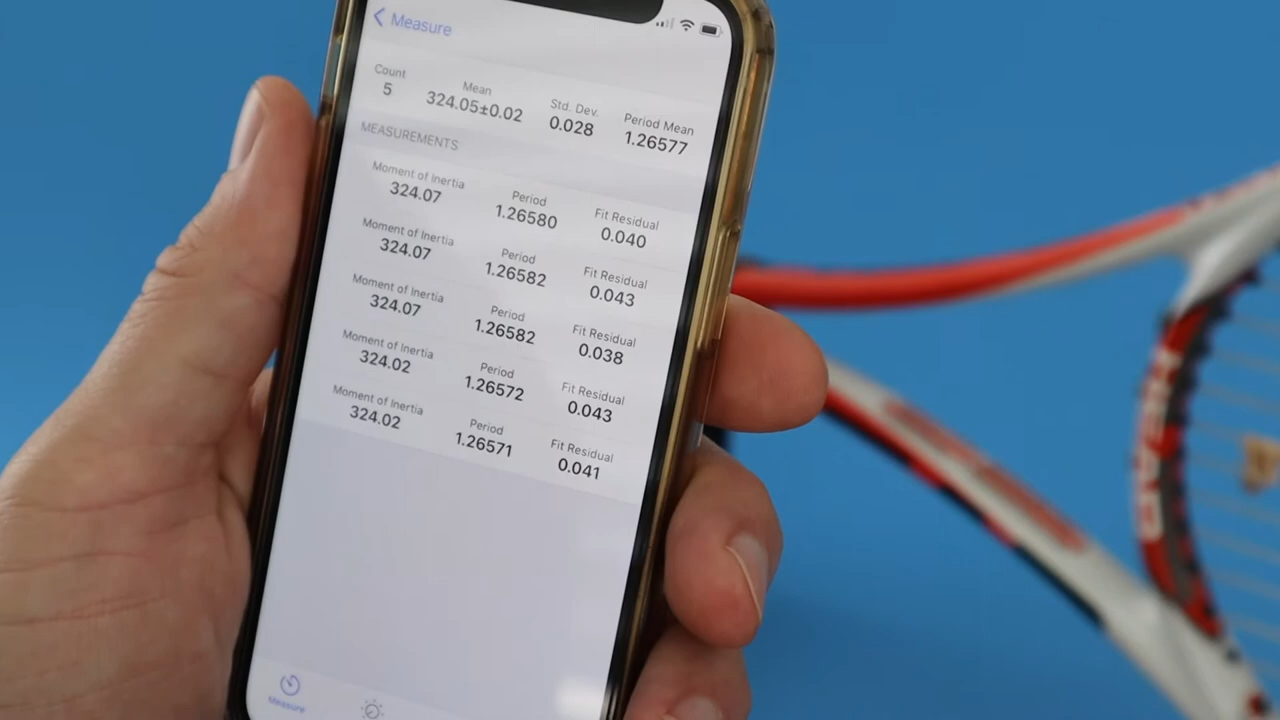 Measure
Count Mean Std. Dev. Period Mean
5 324.05±0.02 0.028 1.26577
MEASUREMENTS
Moment of Inertia Period Fit Residual
324.07 1.26580 0.040
Moment of Inertia Period Fit Residual
324.07 1.26582 0.043
Moment of Inertia Period Fit Residual
324.07 1.26582 0.038
Moment of Inertia Period Fit Residual
324.02 1.26572 0.043
Moment of Inertia Period Fit Residual
324.02 1.26571 0.041
Measure